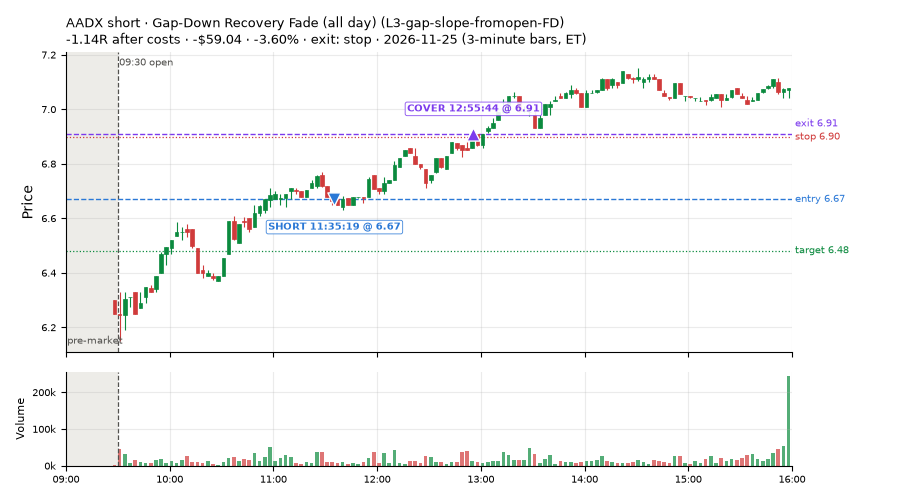 AADX short · Gap-Down Recovery Fade (all day) (L3-gap-slope-fromopen-FD)
-1.14R after costs · -$59.04 · -3.60% · exit: stop · 2026-11-25 (3-minute bars, ET)
09:30 open
7.2
7.0
6.8
6.6
6.4
6.2
Price
COVER 12:55:44 @ 6.91
SHORT 11:35:19 @ 6.67
exit 6.91
stop 6.90
entry 6.67
target 6.48
pre-market
Volume
200k
100k
0k
09:00
10:00
11:00
12:00
13:00
14:00
15:00
16:00